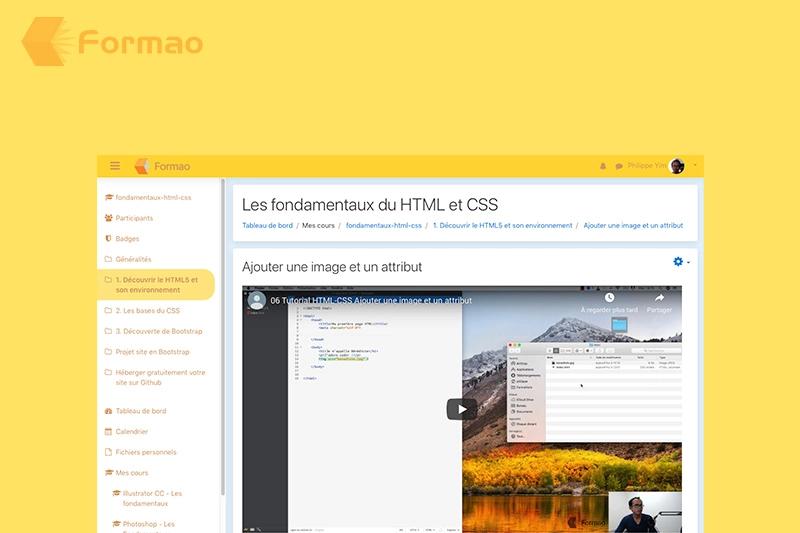 Formao
Formao
Philippe Yim
fondamentaux-html-css
Participants
Badges
Généralités
1. Découvrir le HTML5 et
son environnement
2. Les bases du CSS
3. Découverte de Bootstrap
Projet site en Bootstrap
Héberger gratuitement votre
site sur Github
Tableau de bord
Calendrier
Fichiers personnels
Mes cours
Illustrator CC - Les
fondamentaux
Photoshop - Les
Les fondamentaux du HTML et CSS
Tableau de bord / Mes cours / fondamentaux-html-css / 1. Découvrir le HTML5 et son environnement / Ajouter une image et un attribut
Ajouter une image et un attribut
06 Tutorial HTML-CSS Ajouter une image et un attribut
À regarder plus tard
Partager
Formao